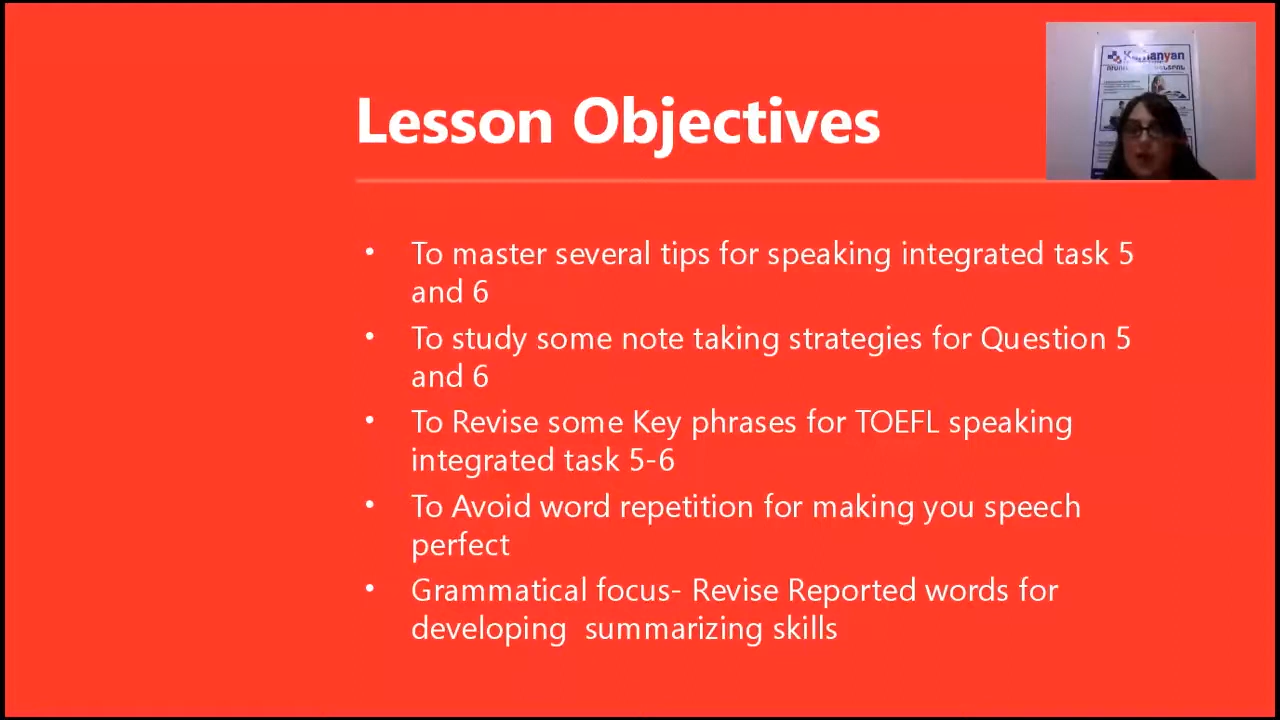 Lesson Objectives
• To master several tips for speaking integrated task 5
and 6
• To study some note taking strategies for Question 5
and 6
• To Revise some Key phrases for TOEFL speaking
integrated task 5-6
• To Avoid word repetition for making you speech
perfect
• Grammatical focus- Revise Reported words for
developing  summarizing skills